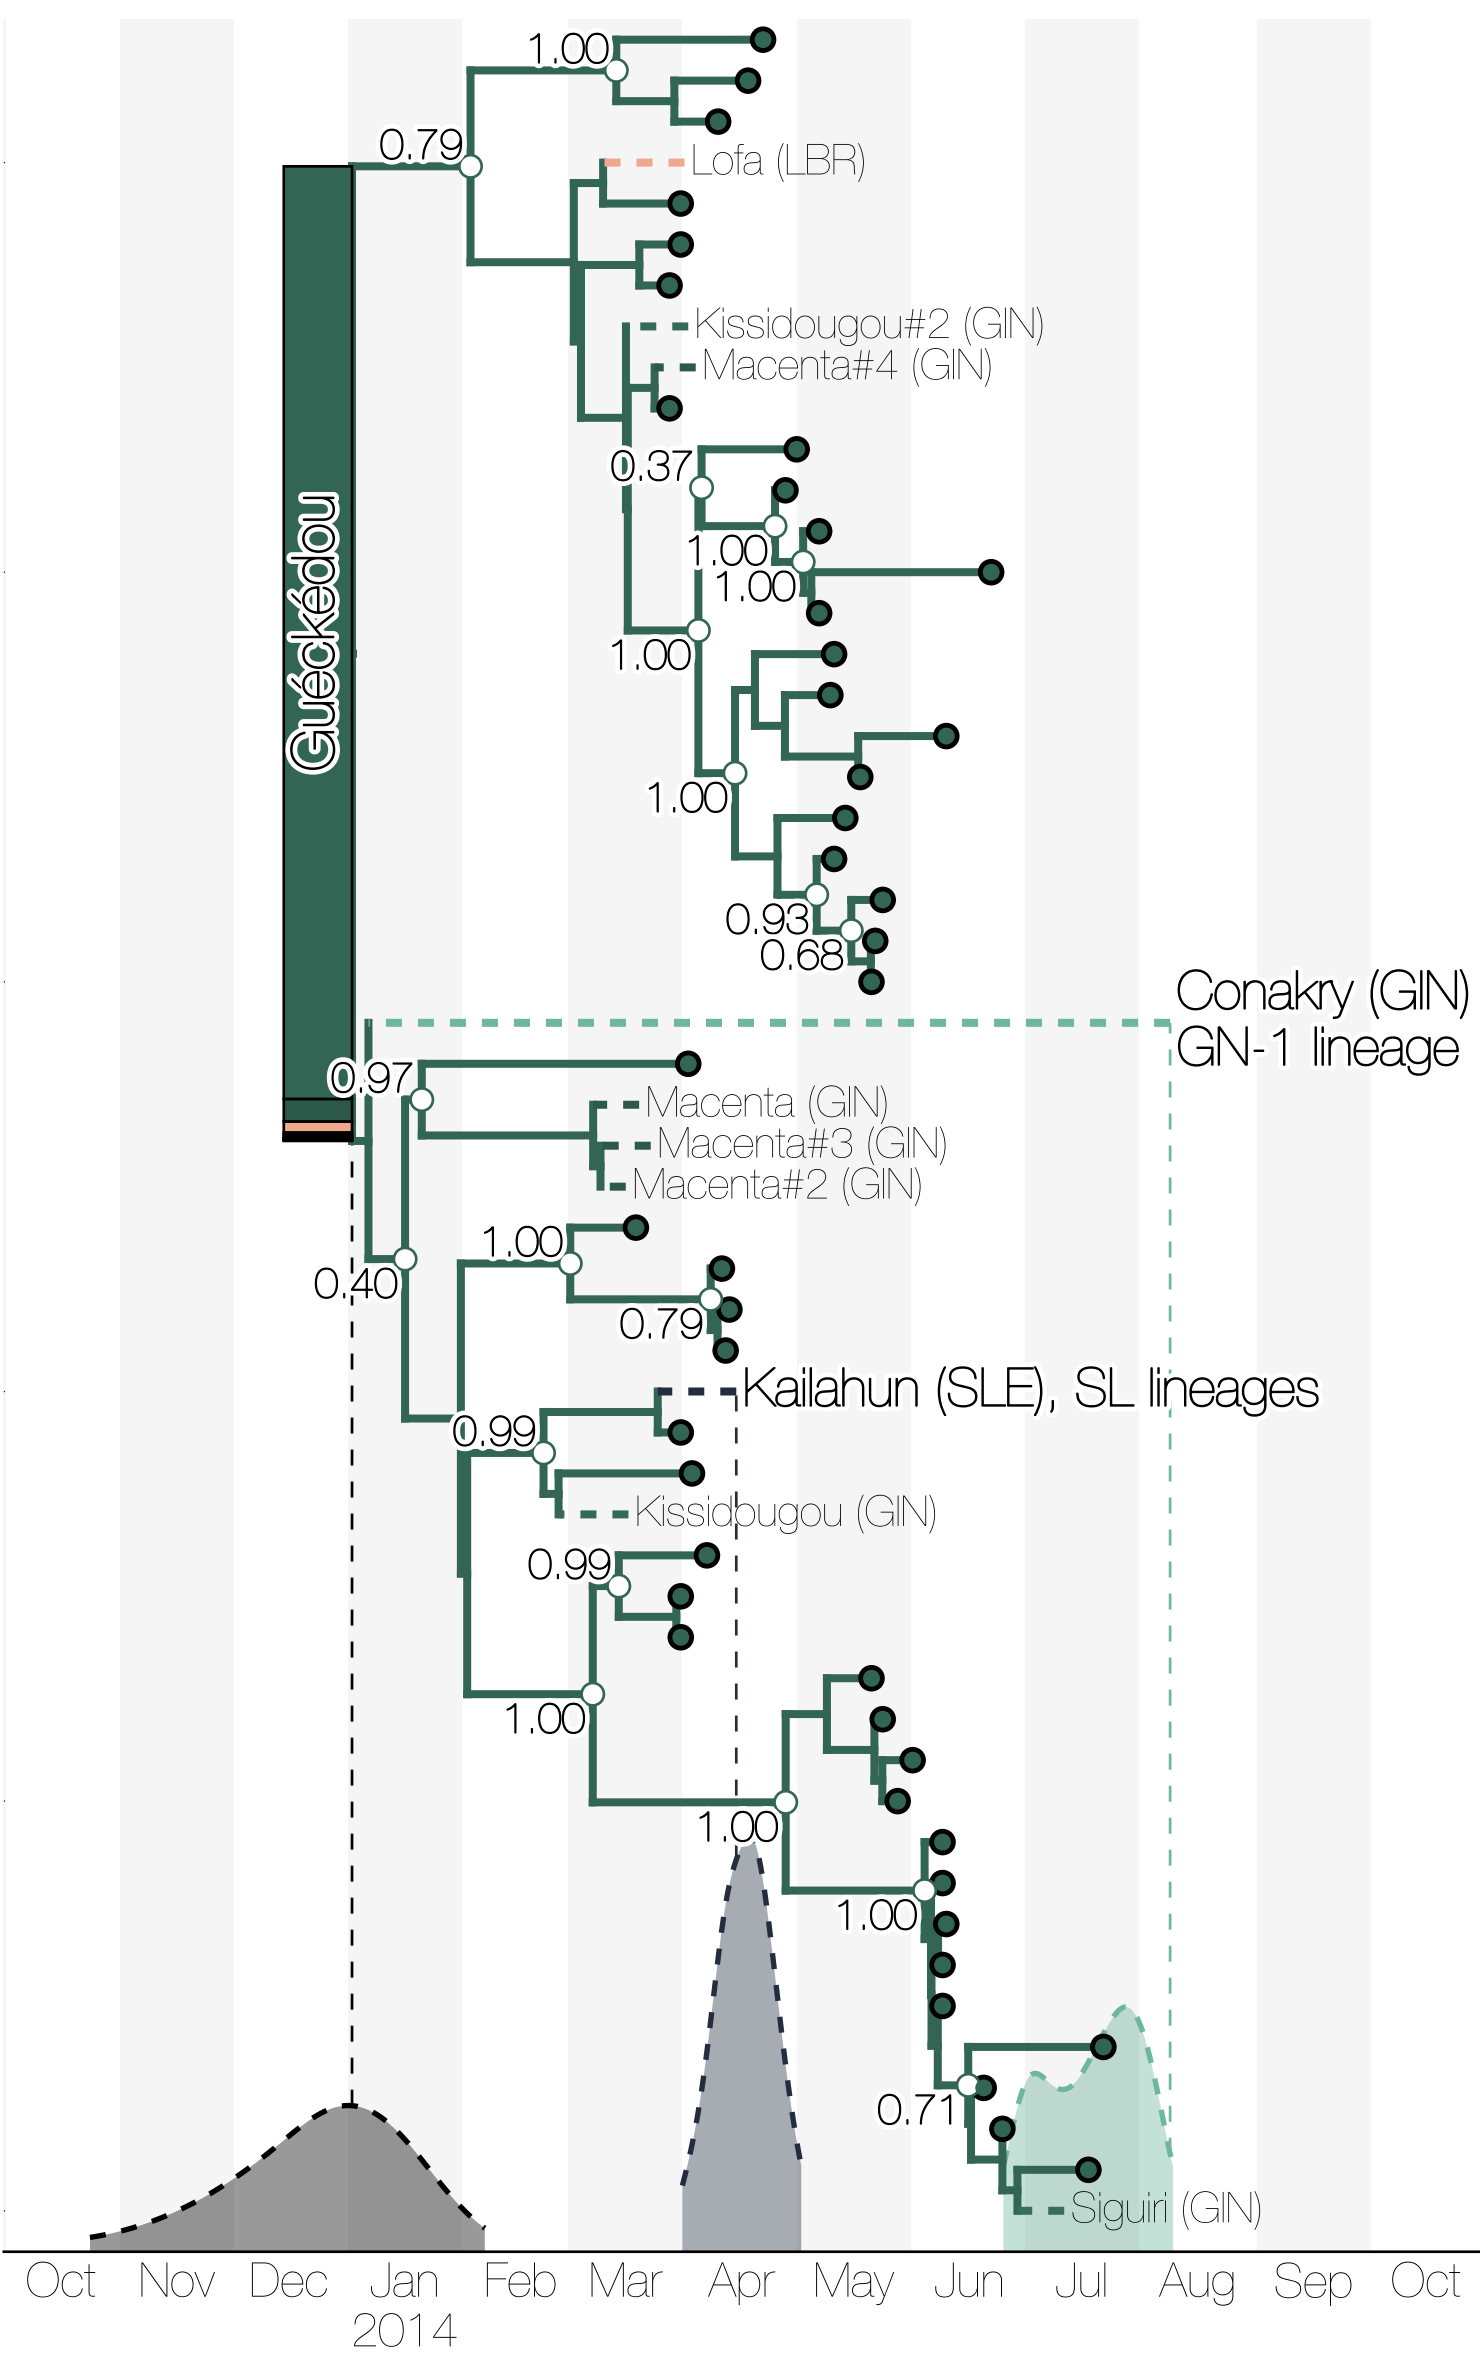 1.00
0.79
Lofa (LBR)
Kissidougou#2 (GIN)
Macenta#4 (GIN)
0.37
Guéckédou
1.00
1.00
1.00
1.00
0.93
0.68
Conakry (GIN)
GN-1 lineage
0.97
Macenta (GIN)
Macenta#3 (GIN)
Macenta#2 (GIN)
1.00
0.40
0.79
Kailahun (SLE), SL lineages
0.99
Kissidougou (GIN)
0.99
1.00
1.00
1.00
0.71
Siguiri (GIN)
Oct Nov Dec Jan Feb Mar Apr May Jun Jul Aug Sep Oct
2014